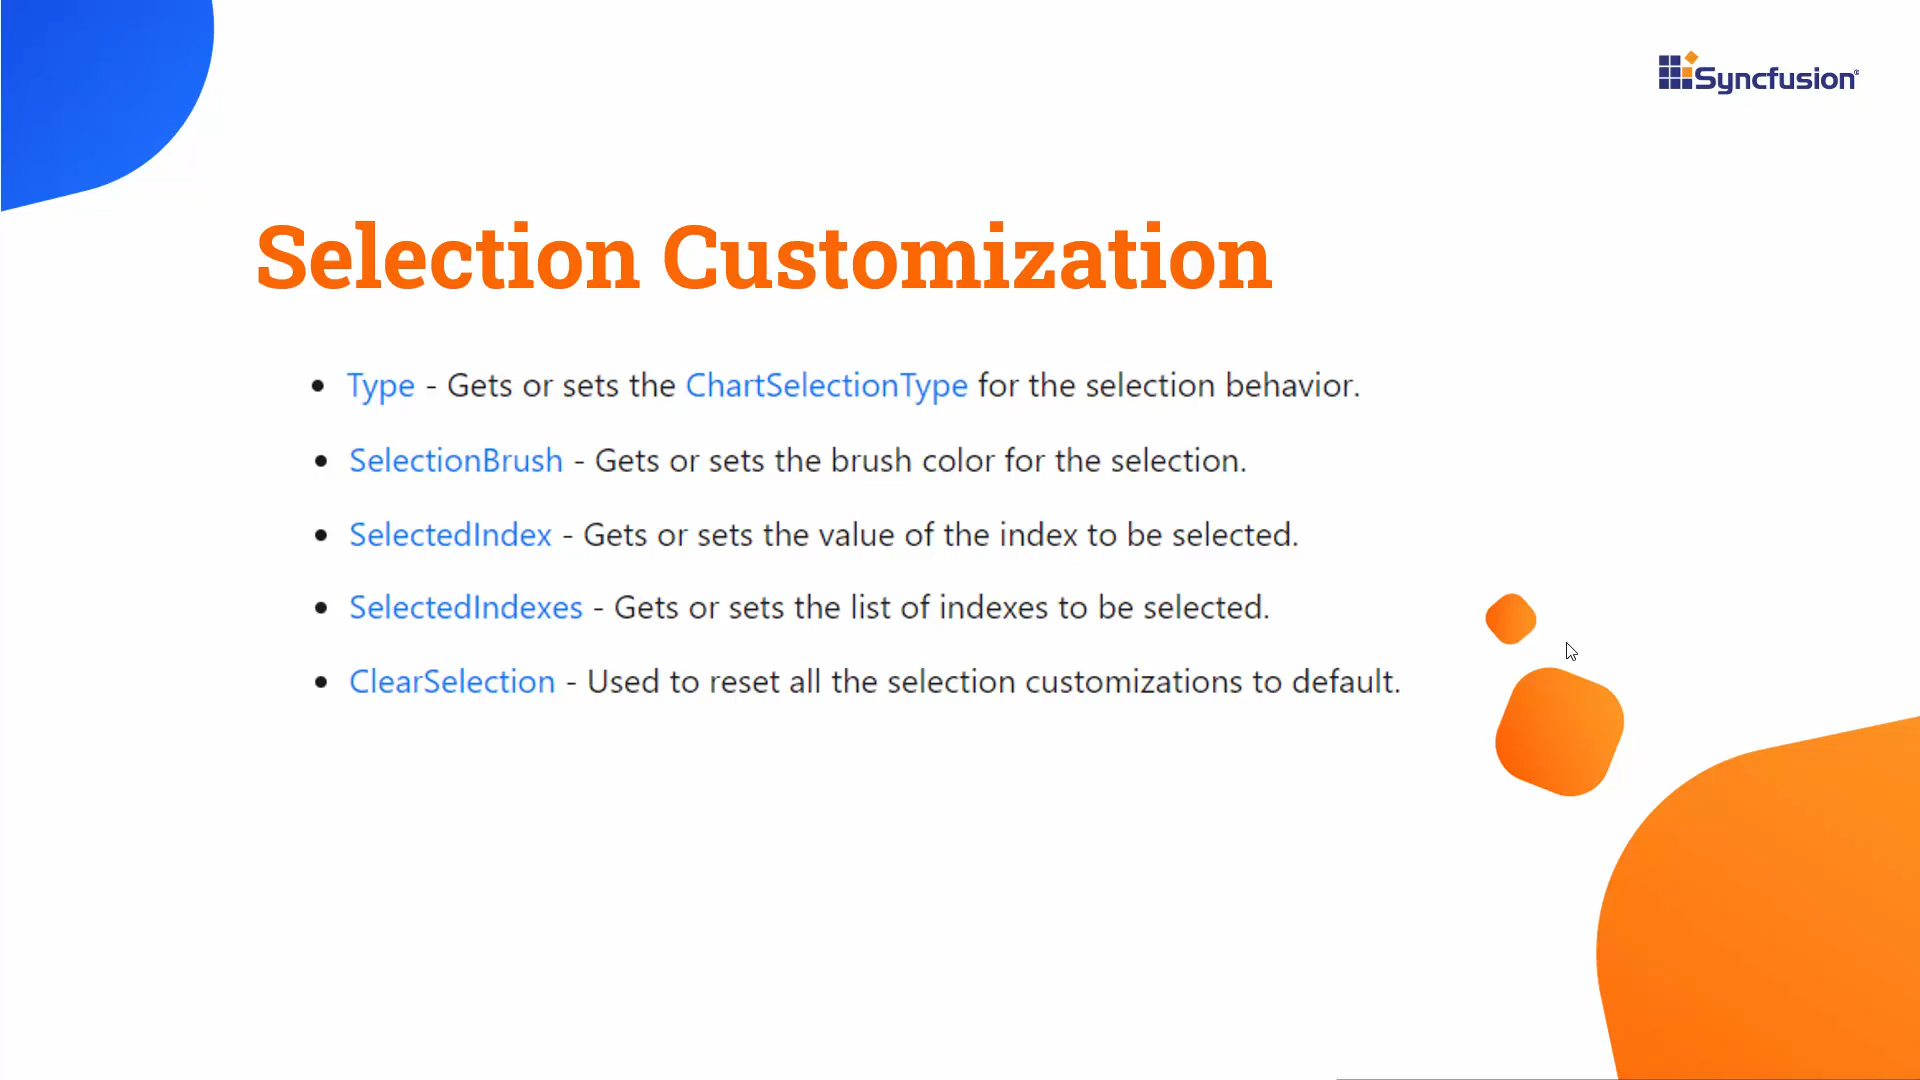 Syncfusion®
Selection Customization
• Type - Gets or sets the ChartSelectionType for the selection behavior.
• SelectionBrush - Gets or sets the brush color for the selection.
• SelectedIndex - Gets or sets the value of the index to be selected.
• SelectedIndexes - Gets or sets the list of indexes to be selected.
• ClearSelection - Used to reset all the selection customizations to default.